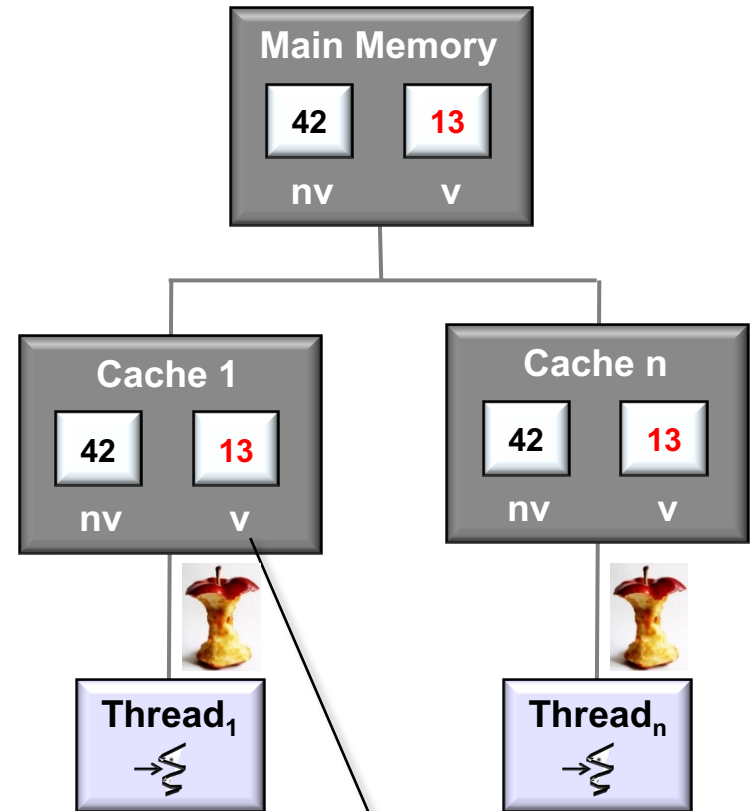 Main Memory
42 13
nv v
Cache 1
42 13
nv v
Cache n
42 13
nv v
Thread1
Threadn